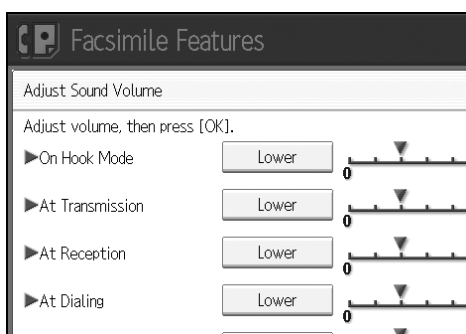 Facsimile Features
Adjust Sound Volume
Adjust volume, then press [OK].
▶On Hook Mode Lower
0
▶At Transmission Lower
0
▶At Reception Lower
0
▶At Dialing Lower
0